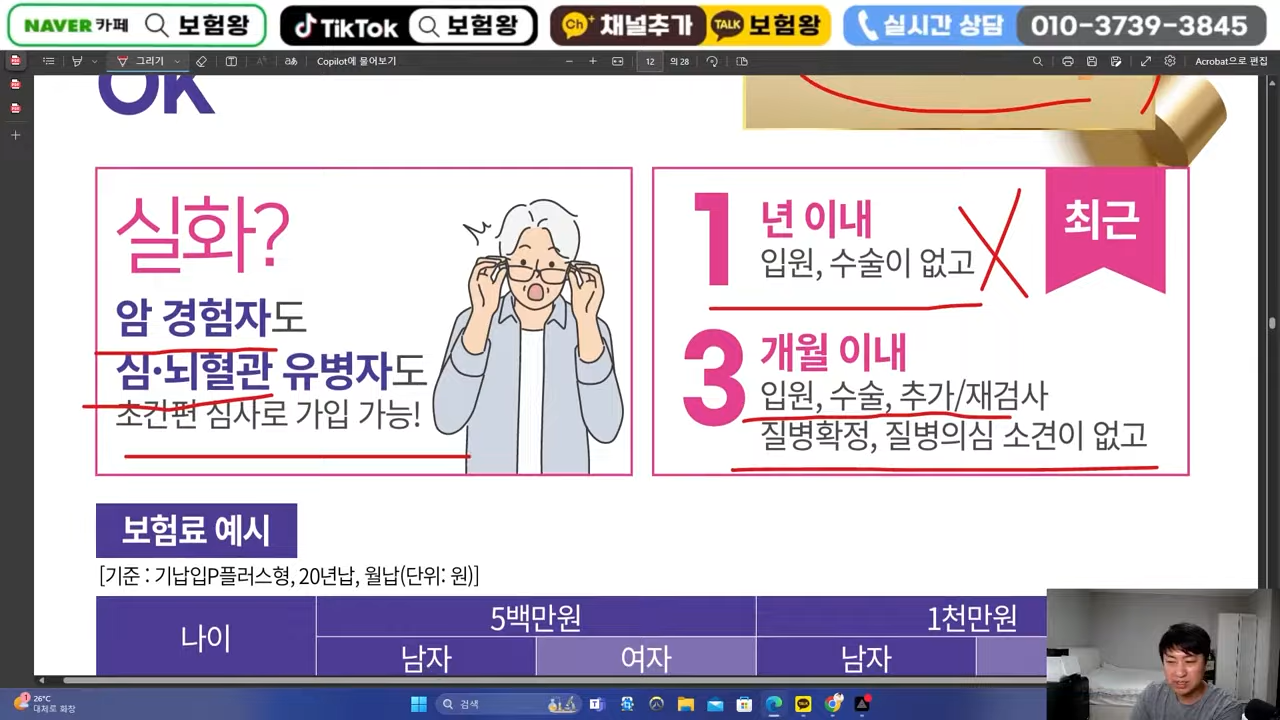 NAVER 카페 보험왕 TikTok 보험왕 Ch+ 채널추가 TALK 보험왕 실시간 상담 010-3739-3845
그리기 aあ Copilot에 물어보기 12 의 28 Acrobat으로 편집
OK
실화?
암 경험자도
심·뇌혈관 유병자도
초간편 심사로 가입 가능!
최근
1년 이내
입원, 수술이 없고
3개월 이내
입원, 수술, 추가/재검사
질병확정, 질병의심 소견이 없고
보험료 예시
[기준 : 기납입P플러스형, 20년납, 월납(단위: 원)]
나이 5백만원 1천만원
남자 여자 남자
26°C
대체로 화창
검색